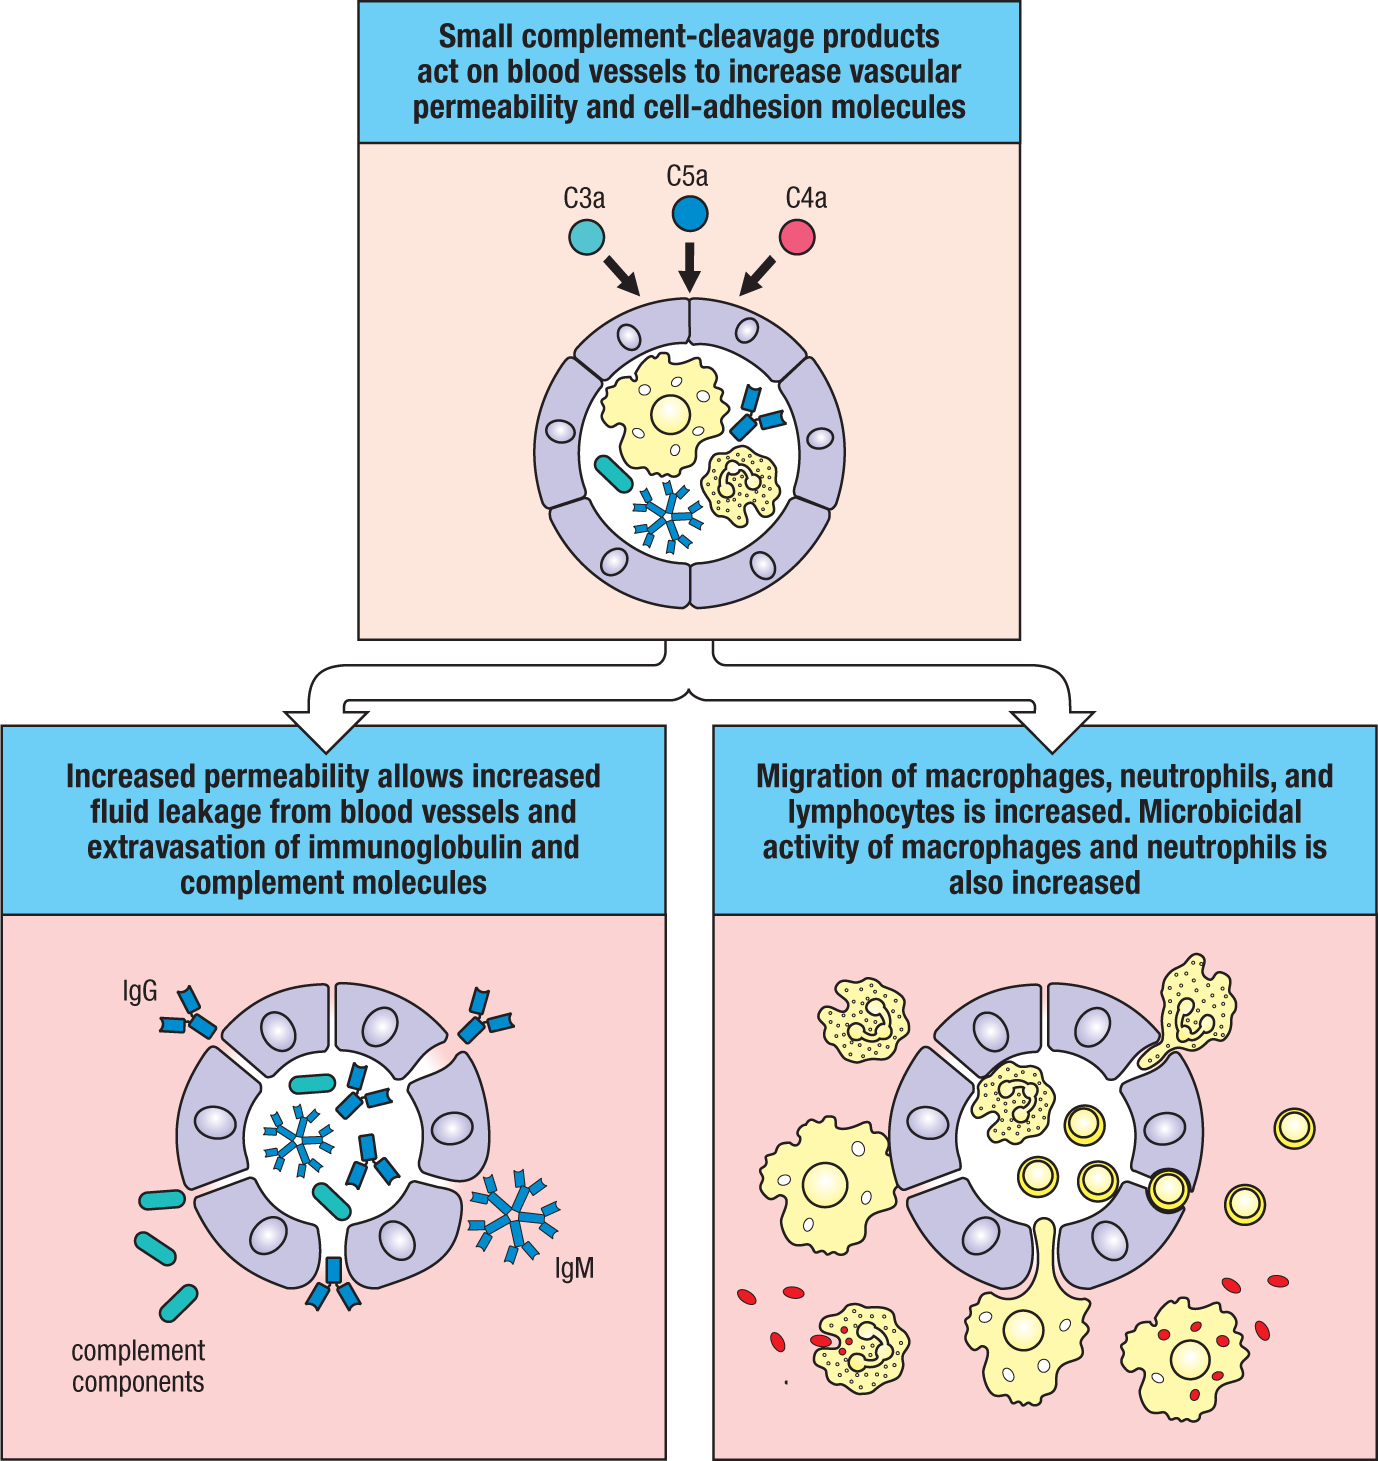 Small complement-cleavage products
act on blood vessels to increase vascular
permeability and cell-adhesion molecules
C3a
C5a
C4a
Increased permeability allows increased
fluid leakage from blood vessels and
extravasation of immunoglobulin and
complement molecules
IgG
IgM
complement
components
Migration of macrophages, neutrophils, and
lymphocytes is increased. Microbicidal
activity of macrophages and neutrophils is
also increased